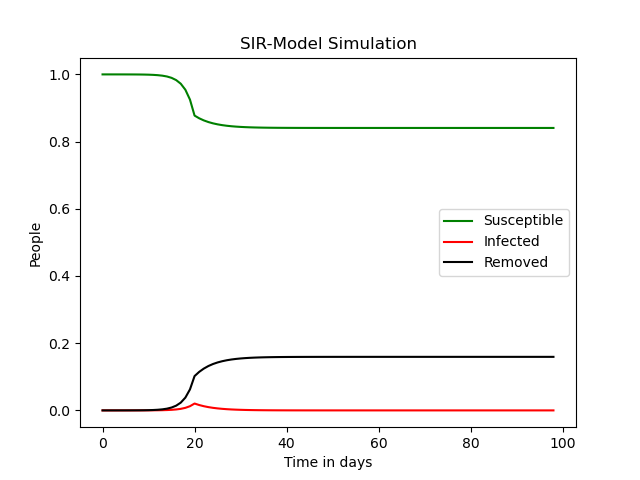 SIR-Model Simulation
People
1.0
0.8
0.6
0.4
0.2
0.0
Susceptible
Infected
Removed
0 20 40 60 80 100
Time in days